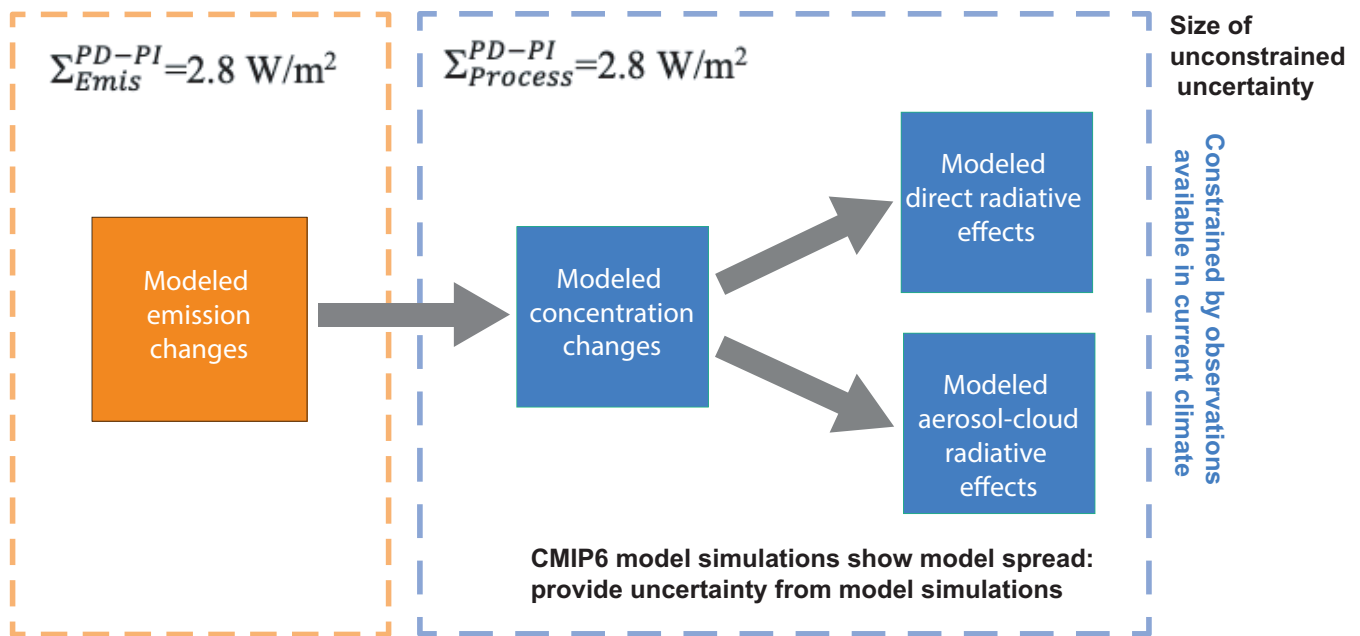 Σ_{Emis}^{PD−PI}=2.8 W/m²
Σ_{Process}^{PD−PI}=2.8 W/m²
Size of
unconstrained
uncertainty
Modeled
emission
changes
Modeled
concentration
changes
Modeled
direct radiative
effects
Modeled
aerosol-cloud
radiative
effects
Constrained by observations
available in current climate
CMIP6 model simulations show model spread:
provide uncertainty from model simulations